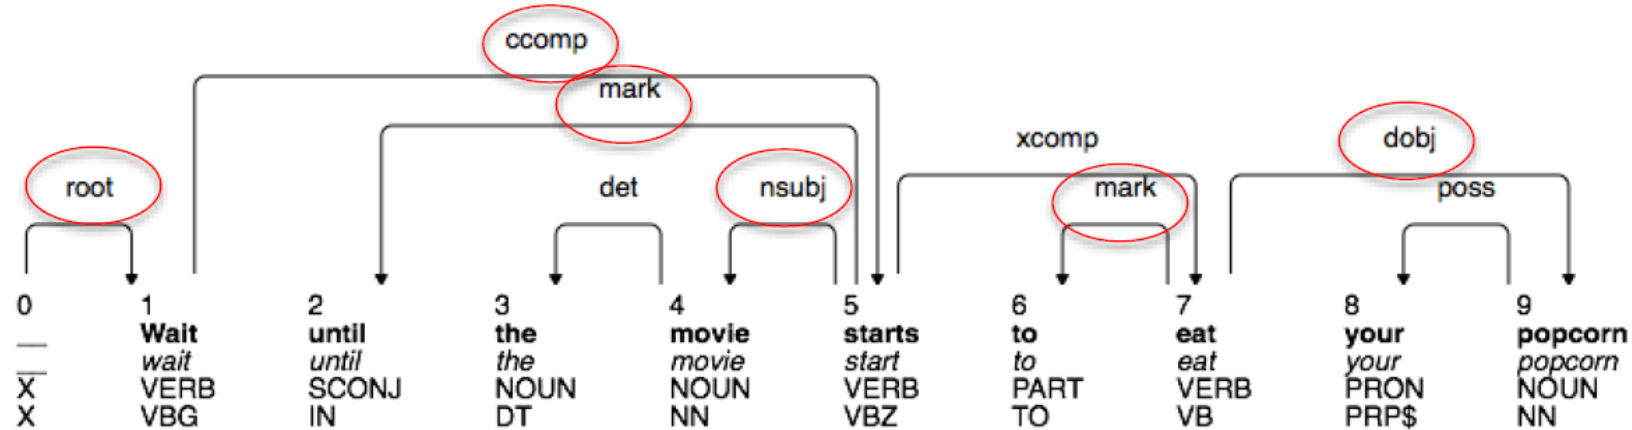 ccomp
mark
xcomp dobj
root det nsubj mark poss
0 1 2 3 4 5 6 7 8 9
__ Wait until the movie starts to eat your popcorn
__ wait until the movie start to eat your popcorn
X VERB SCONJ NOUN NOUN VERB PART VERB PRON NOUN
X VBG IN DT NN VBZ TO VB PRP$ NN